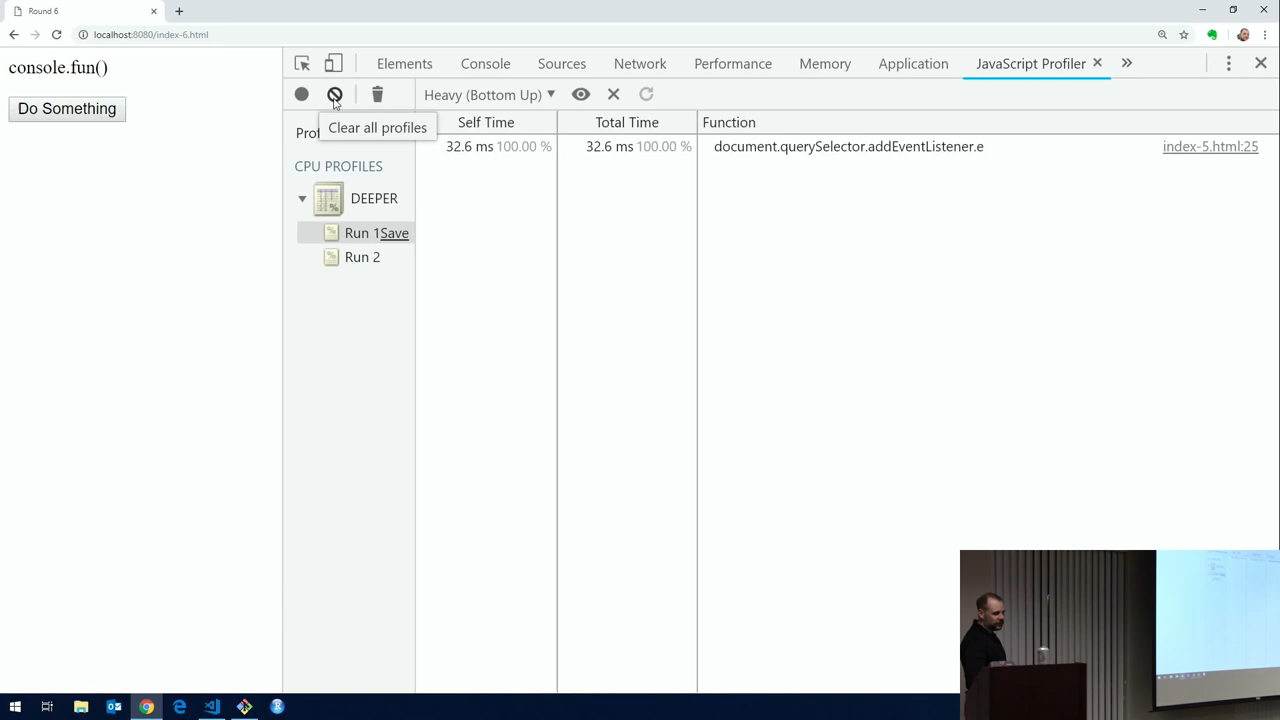 Round 6
localhost:8080/index-6.html
console.fun()
Do Something
Elements
Console
Sources
Network
Performance
Memory
Application
JavaScript Profiler
Heavy (Bottom Up)
Clear all profiles
Prof
CPU PROFILES
DEEPER
Run 1Save
Run 2
Self Time
Total Time
Function
32.6 ms 100.00 %
32.6 ms 100.00 %
document.querySelector.addEventListener.e
index-5.html:25